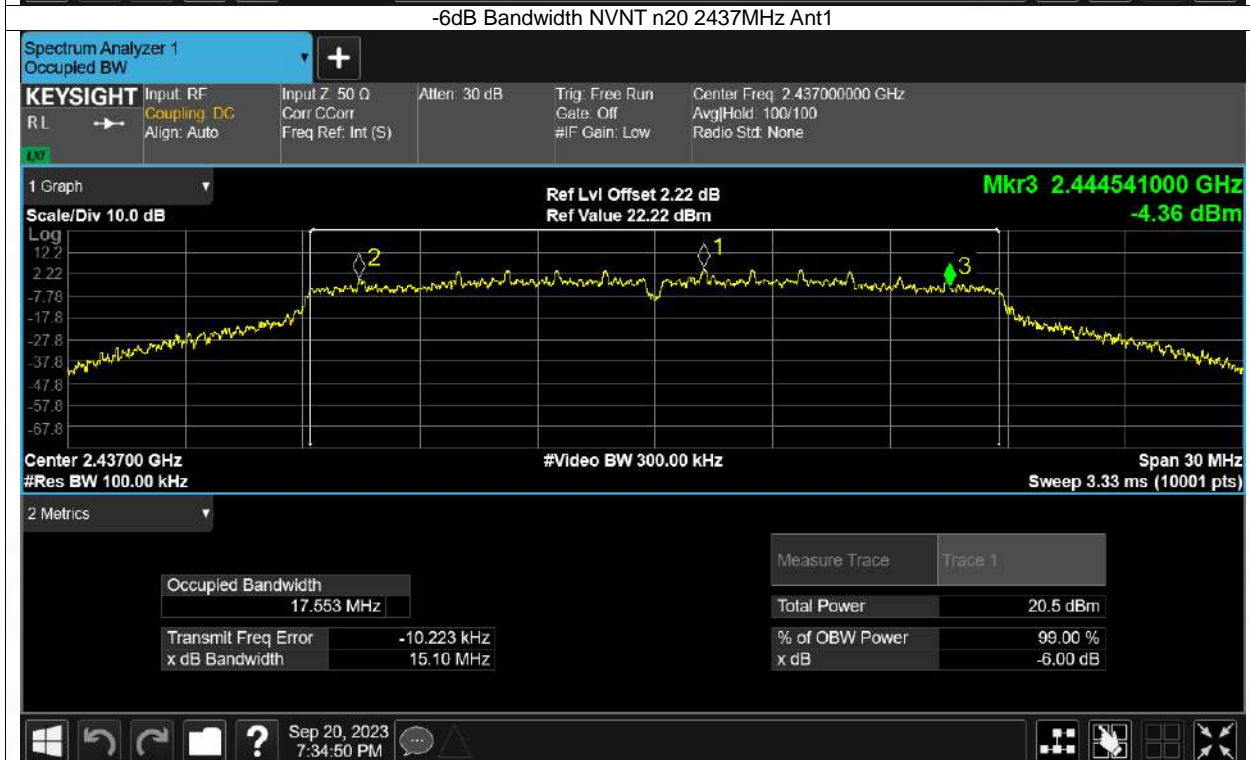 -6dB Bandwidth NVNT n20 2437MHz Ant1
Spectrum Analyzer 1
Occupied BW
+
KEYSIGHT Input: RF Input Z: 50 Ω Atten: 30 dB Trig: Free Run Center Freq: 2.437000000 GHz
RL Coupling: DC Corr CCorr Gate: Off Avg|Hold: 100/100
Align: Auto Freq Ref: Int (S) #IF Gain: Low Radio Std: None
LXI
1 Graph
Ref Lvl Offset 2.22 dB
Mkr3 2.444541000 GHz
Scale/Div 10.0 dB
Ref Value 22.22 dBm
-4.36 dBm
Log
12.2
2.22
-7.78
-17.8
-27.8
-37.8
-47.8
-57.8
-67.8
2
1
3
Center 2.43700 GHz #Video BW 300.00 kHz Span 30 MHz
#Res BW 100.00 kHz Sweep 3.33 ms (10001 pts)
2 Metrics
Measure Trace Trace 1
Occupied Bandwidth
17.553 MHz
Total Power 20.5 dBm
Transmit Freq Error -10.223 kHz
% of OBW Power 99.00 %
x dB Bandwidth 15.10 MHz
x dB -6.00 dB
?
Sep 20, 2023
7:34:50 PM